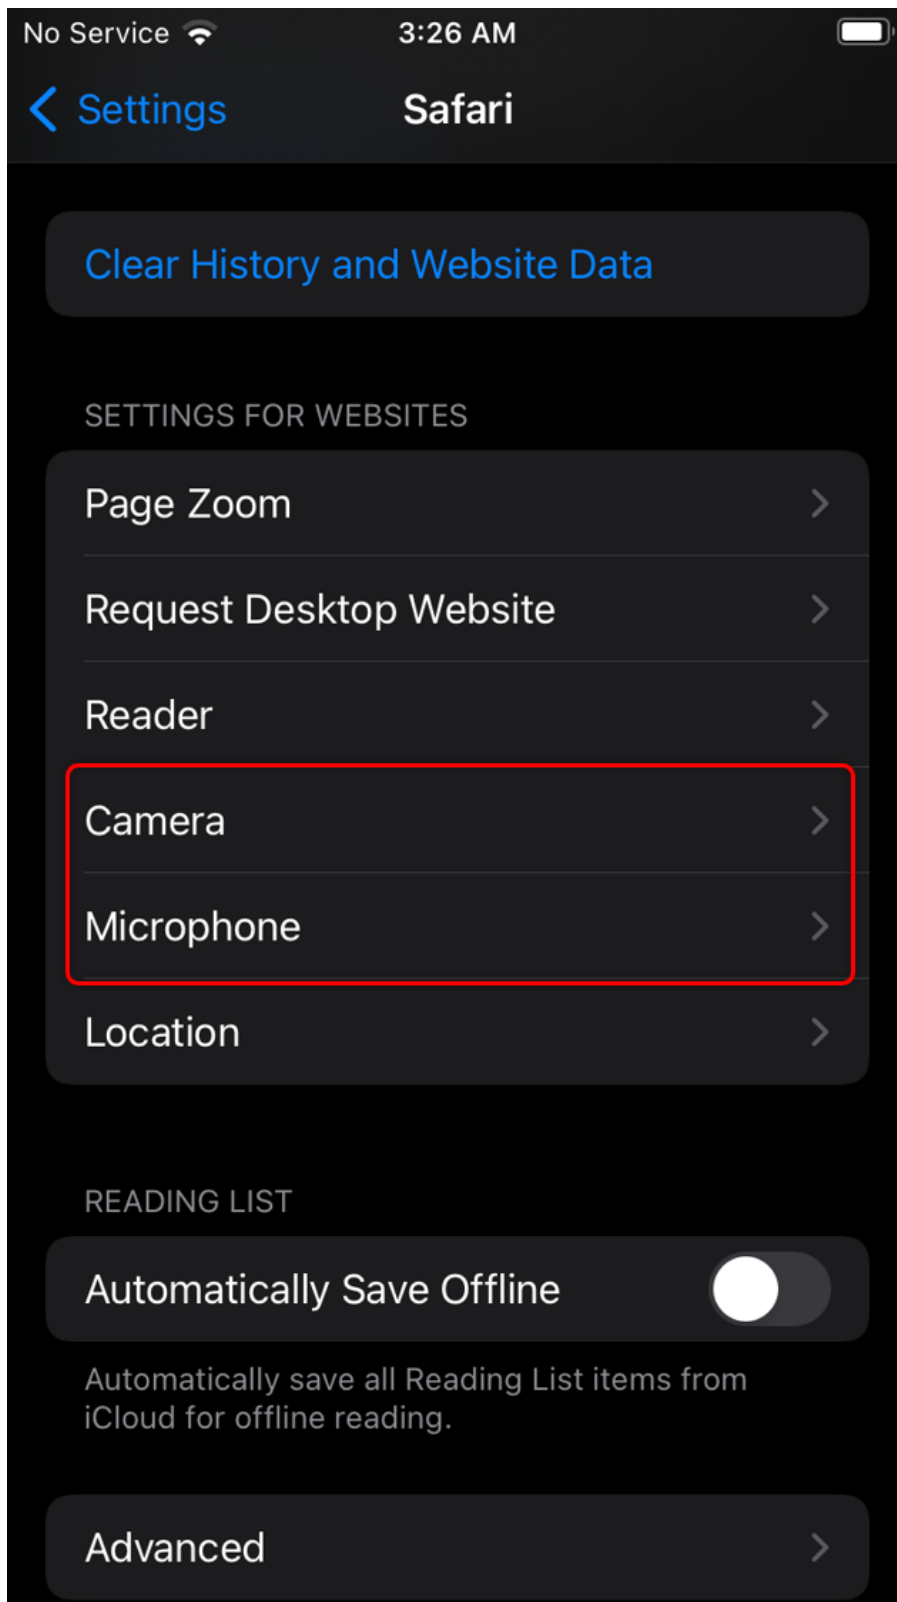 No Service 3:26 AM
Settings Safari
Clear History and Website Data
SETTINGS FOR WEBSITES
Page Zoom
Request Desktop Website
Reader
Camera
Microphone
Location
READING LIST
Automatically Save Offline
Automatically save all Reading List items from
iCloud for offline reading.
Advanced